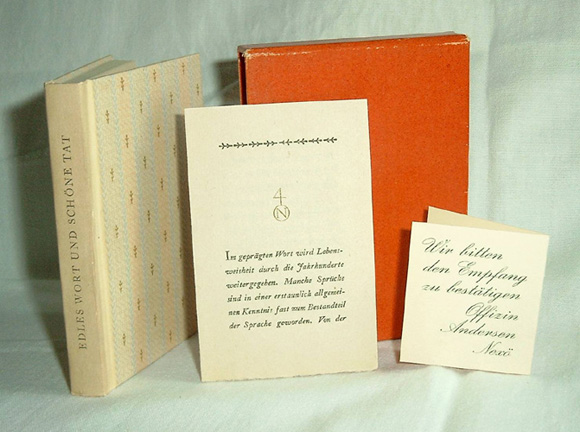 EDLES WORT UND SCHÖNE TAT
4
N
Im geprägten Wort wird Lebens-
weisheit durch die Jahrhunderte
weitergegeben. Manche Sprüche
sind in einer erstaunlich allgemei-
nen Kenntnis fast zum Bestandteil
der Sprache geworden. Von der
Wir bitten
den Empfang
zu bestätigen
Offizin
Andersen
Nexö